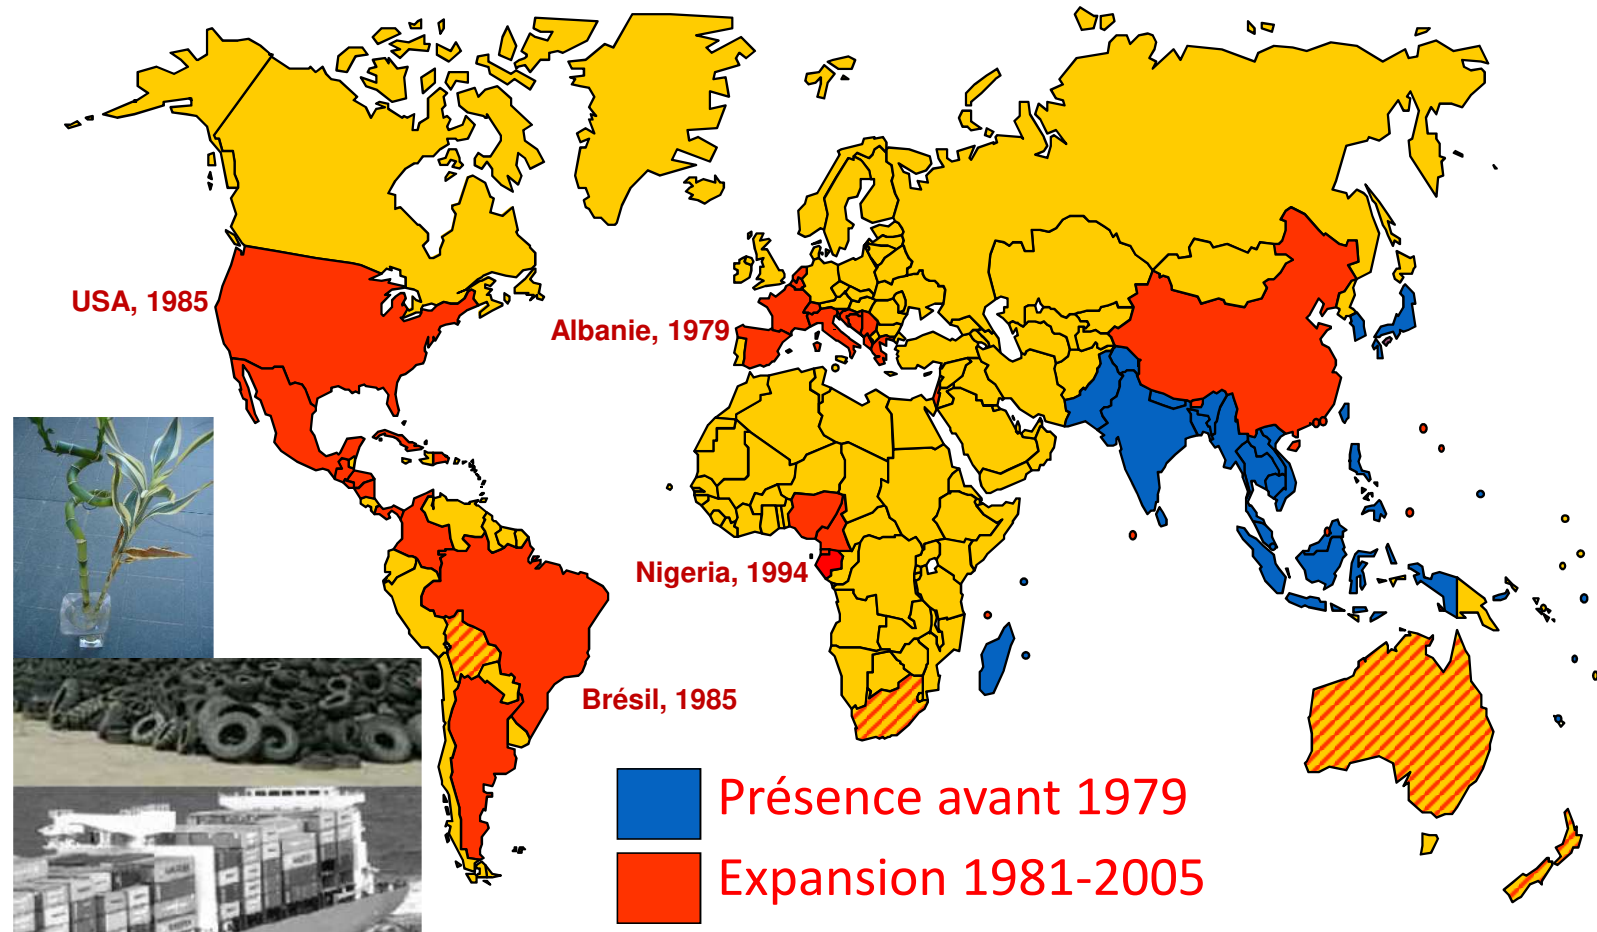 USA, 1985
Albanie, 1979
Nigeria, 1994
Brésil, 1985
Présence avant 1979
Expansion 1981-2005